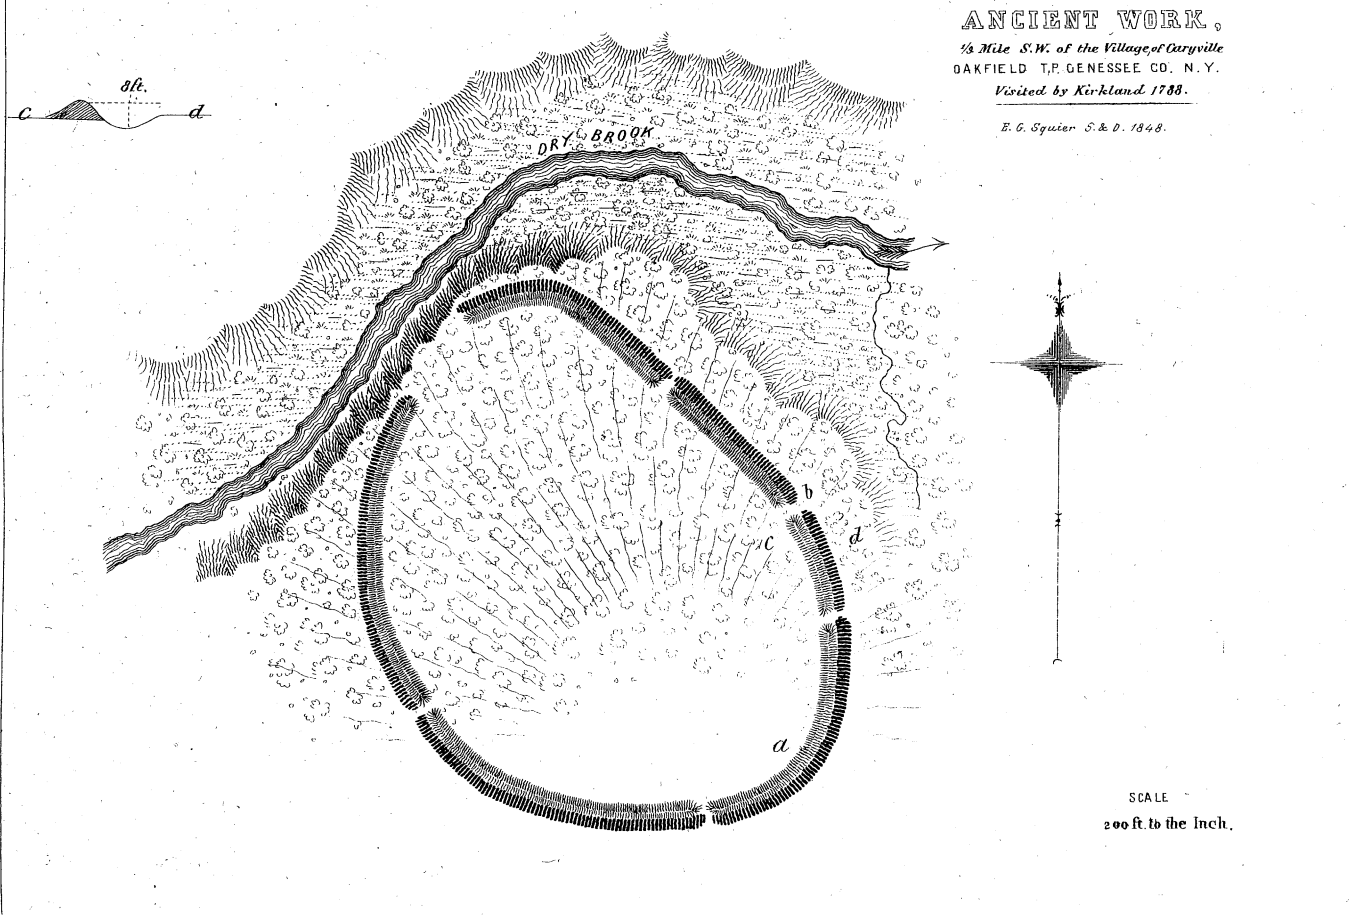 ANCIENT WORK,
1/3 Mile S.W. of the Village, of Caryville
OAKFIELD T,P. GENESSEE CO. N.Y.
Visited by Kirkland 1788.
E. G. Squier S. & D. 1848.
8ft.
c d
DRY BROOK
b
c d
a
SCALE
200 ft. to the Inch.